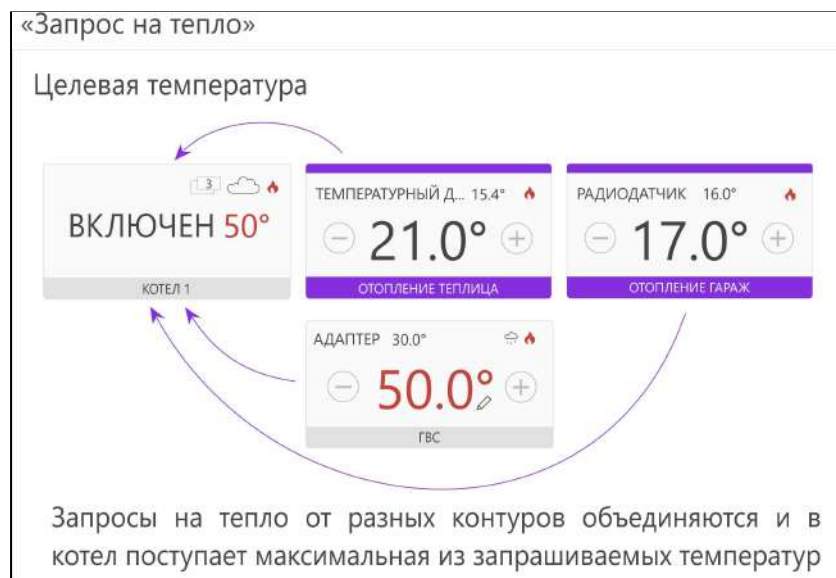 «Запрос на тепло»
Целевая температура
3
ВКЛЮЧЕН 50°
КОТЕЛ 1
ТЕМПЕРАТУРНЫЙ Д... 15.4°
21.0°
ОТОПЛЕНИЕ ТЕПЛИЦА
РАДИОДАТЧИК 16.0°
17.0°
ОТОПЛЕНИЕ ГАРАЖ
АДАПТЕР 30.0°
50.0°
ГВС
Запросы на тепло от разных контуров объединяются и в
котел поступает максимальная из запрашиваемых температур